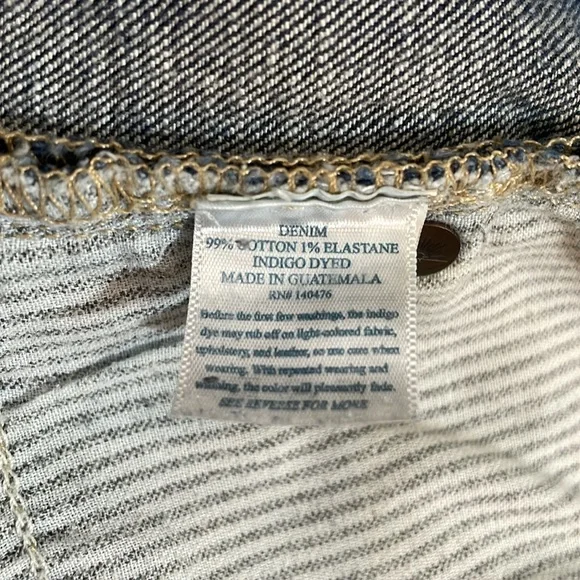 DENIM
99% COTTON 1% ELASTANE
INDIGO DYED
MADE IN GUATEMALA
RN# 140476
Before the first few washings, the indigo
dye may rub off on light-colored fabric,
upholstery, and leather, so use care when
wearing. With repeated wearing and
washing, the color will pleasantly fade.
SEE REVERSE FOR MORE